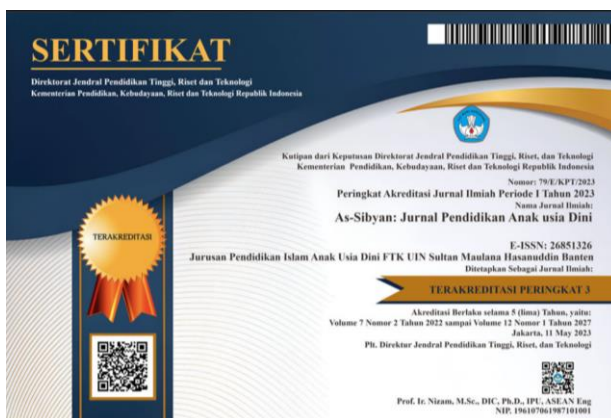 SERTIFIKAT
Direktorat Jendral Pendidikan Tinggi, Riset dan Teknologi
Kementerian Pendidikan, Kebudayaan, Riset dan Teknologi Republik Indonesia
Kutipan dari Keputusan Direktorat Jendral Pendidikan Tinggi, Riset, dan Teknologi
Kementerian Pendidikan, Kebudayaan, Riset dan Teknologi Republik Indonesia
Nomor: 79/E/KPT/2023
Peringkat Akreditasi Jurnal Ilmiah Periode I Tahun 2023
Nama Jurnal Ilmiah:
As-Sibyan: Jurnal Pendidikan Anak usia Dini
E-ISSN: 26851326
Jurusan Pendidikan Islam Anak Usia Dini FTK UIN Sultan Maulana Hasanuddin Banten
Ditetapkan Sebagai Jurnal Ilmiah:
TERAKREDITASI PERINGKAT 3
Akreditasi Berlaku selama 5 (lima) Tahun, yaitu:
Volume 7 Nomor 2 Tahun 2022 sampai Volume 12 Nomor 1 Tahun 2027
Jakarta, 11 May 2023
Plt. Direktur Jendral Pendidikan Tinggi, Riset, dan Teknologi
Prof. Ir. Nizam, M.Sc., DIC, Ph.D., IPU, ASEAN Eng
NIP. 196107061987101001
TERAKREDITASI